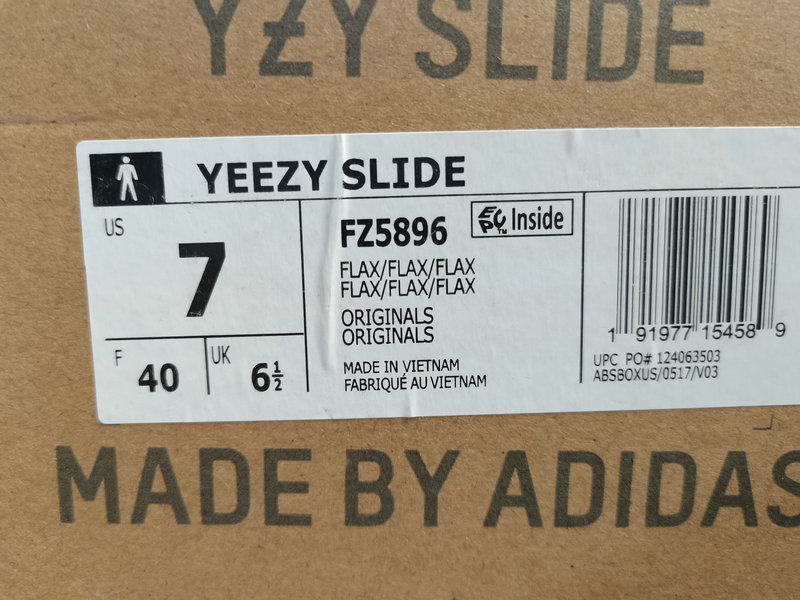 YZY SLIDE
YEEZY SLIDE
US
7
F
40
UK
6½
FZ5896
EPC™ Inside
FLAX/FLAX/FLAX
FLAX/FLAX/FLAX
ORIGINALS
ORIGINALS
MADE IN VIETNAM
FABRIQUÉ AU VIETNAM
1 91977 15458 9
UPC PO# 124063503
ABSBOXUS/0517/V03
MADE BY ADIDAS